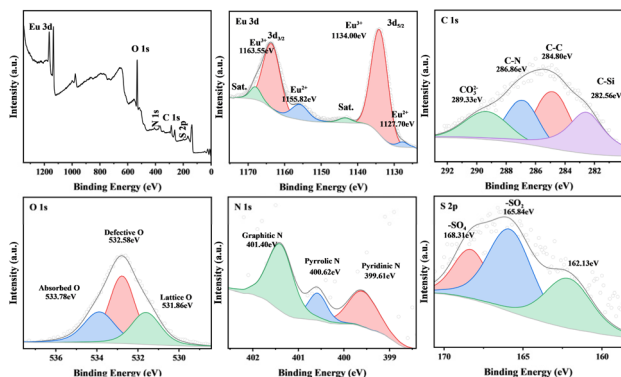 Eu 3d
O 1s
N 1s
C 1s
S 2p
Intensity (a.u.)
1200 1000 800 600 400 200 0
Binding Energy (eV)
Eu 3d
Eu³⁺
1163.55eV
3d₃/₂
Eu³⁺
1134.00eV
3d₅/₂
Sat.
Eu²⁺
1155.82eV
Sat.
Eu²⁺
1127.70eV
Intensity (a.u.)
1170 1160 1150 1140 1130
Binding Energy (eV)
C 1s
C-C
284.80eV
C-N
286.86eV
C-Si
282.56eV
CO₃²⁻
289.33eV
Intensity (a.u.)
292 290 288 286 284 282 280
Binding Energy (eV)
O 1s
Defective O
532.58eV
Absorbed O
533.78eV
Lattice O
531.86eV
Intensity (a.u.)
536 534 532 530
Binding Energy (eV)
N 1s
Graphitic N
401.40eV
Pyrrolic N
400.62eV
Pyridinic N
399.61eV
Intensity (a.u.)
402 401 400 399
Binding Energy (eV)
S 2p
-SO₂
165.84eV
-SO₄
168.31eV
162.13eV
Intensity (a.u.)
170 165 160
Binding Energy (eV)